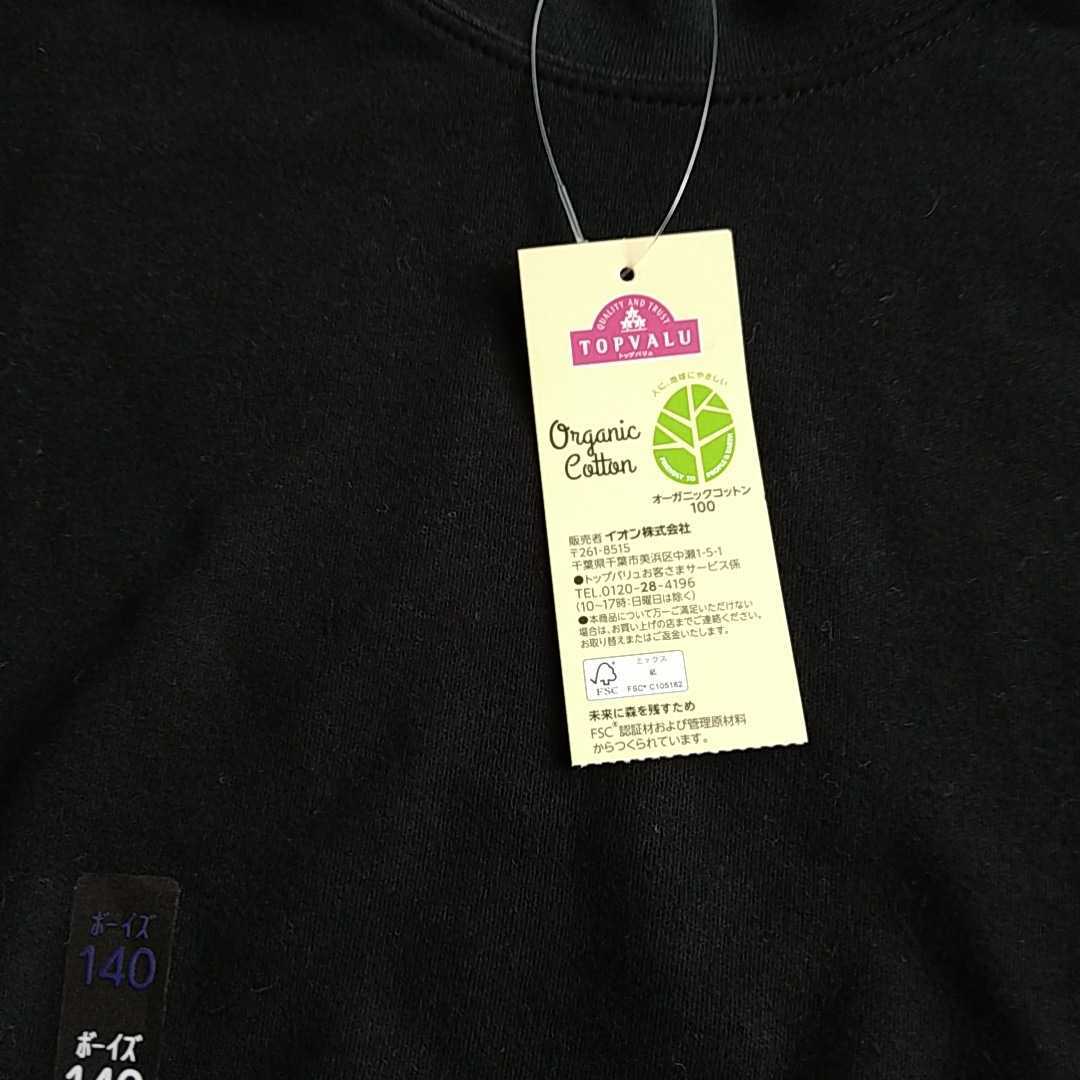 QUALITY AND TRUST
TOPVALU
トップバリュ
人に、地球にやさしい
Organic
Cotton
FRIENDLY TO PEOPLE & EARTH
オーガニックコットン
100
販売者 イオン株式会社
〒261-8515
千葉県千葉市美浜区中瀬1-5-1
●トップバリュお客さまサービス係
TEL.0120-28-4196
(10~17時:日曜日は除く)
●本商品について万一ご満足いただけない
場合は、お買い上げの店までご連絡ください。
お取り替えまたはご返金いたします。
FSC
ミックス
紙
FSC® C105162
未来に森を残すため
FSC®認証材および管理原材料
からつくられています。
ボーイズ
140
ボーイズ
140